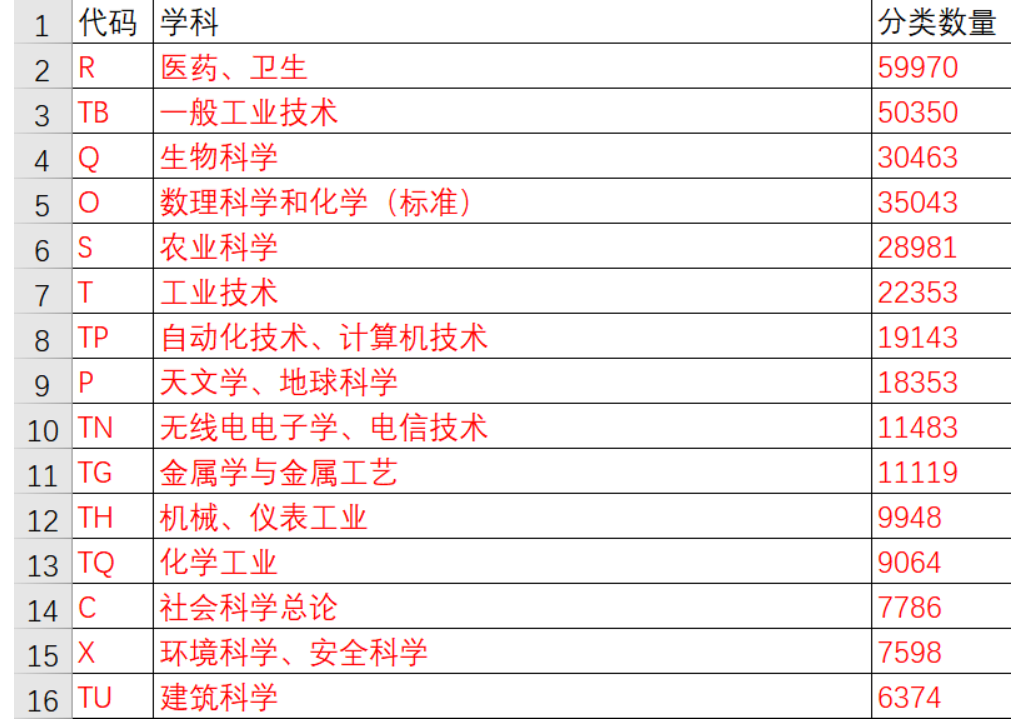 1 代码 学科 分类数量
2 R 医药、卫生 59970
3 TB 一般工业技术 50350
4 Q 生物科学 30463
5 O 数理科学和化学（标准） 35043
6 S 农业科学 28981
7 T 工业技术 22353
8 TP 自动化技术、计算机技术 19143
9 P 天文学、地球科学 18353
10 TN 无线电电子学、电信技术 11483
11 TG 金属学与金属工艺 11119
12 TH 机械、仪表工业 9948
13 TQ 化学工业 9064
14 C 社会科学总论 7786
15 X 环境科学、安全科学 7598
16 TU 建筑科学 6374